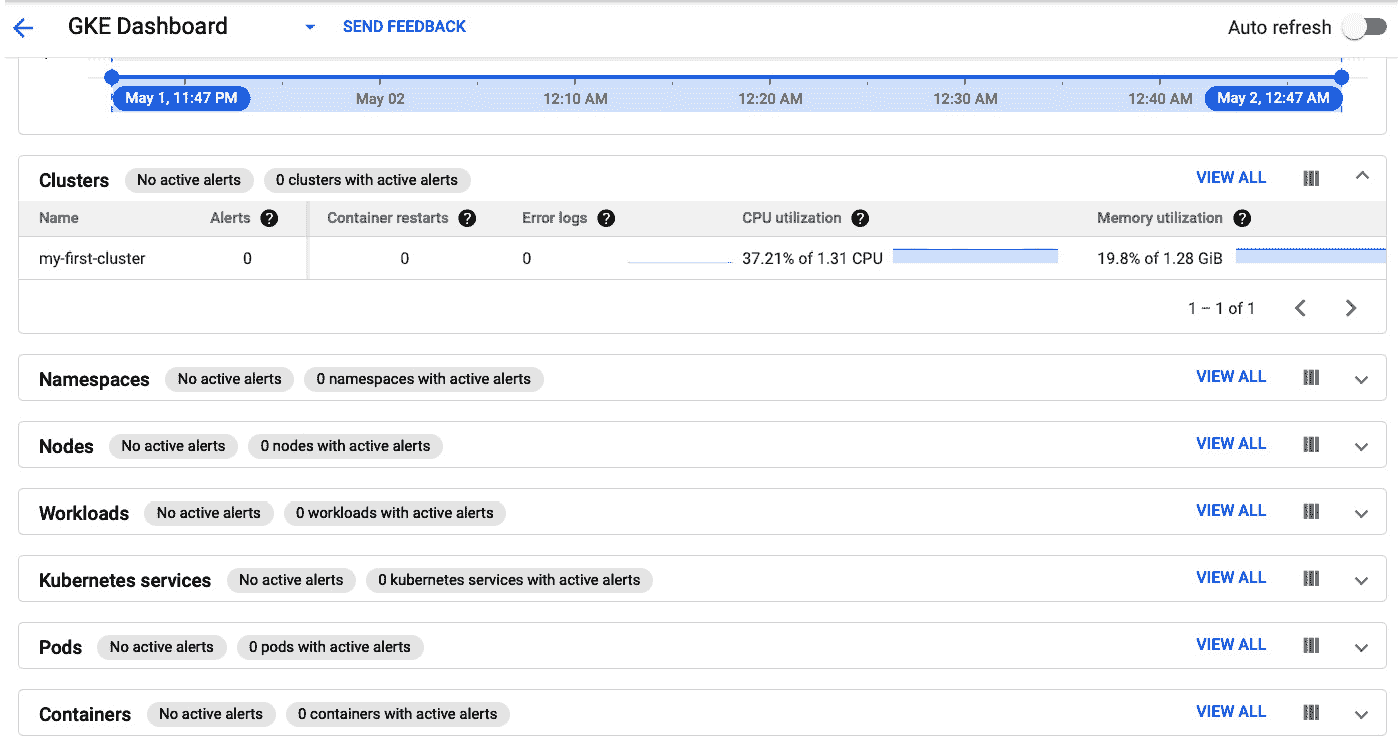 GKE Dashboard SEND FEEDBACK Auto refresh
May 1, 11:47 PM May 02 12:10 AM 12:20 AM 12:30 AM 12:40 AM May 2, 12:47 AM
Clusters No active alerts 0 clusters with active alerts VIEW ALL
Name Alerts ? Container restarts ? Error logs ? CPU utilization ? Memory utilization ?
my-first-cluster 0 0 0 37.21% of 1.31 CPU 19.8% of 1.28 GiB
1 – 1 of 1
Namespaces No active alerts 0 namespaces with active alerts VIEW ALL
Nodes No active alerts 0 nodes with active alerts VIEW ALL
Workloads No active alerts 0 workloads with active alerts VIEW ALL
Kubernetes services No active alerts 0 kubernetes services with active alerts VIEW ALL
Pods No active alerts 0 pods with active alerts VIEW ALL
Containers No active alerts 0 containers with active alerts VIEW ALL